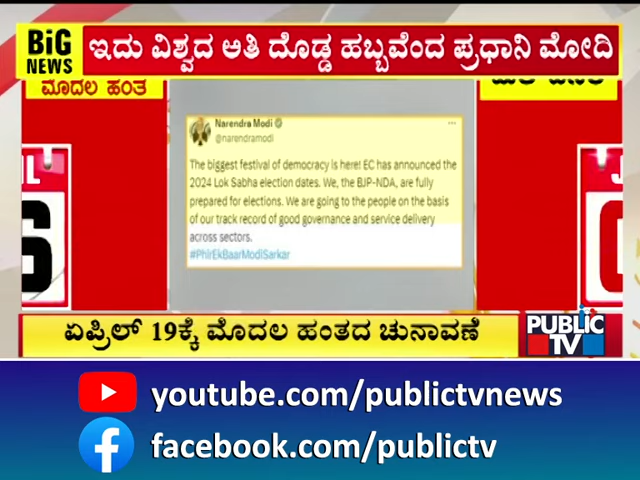 BiG NEWS
ಇದು ವಿಶ್ವದ ಅತಿ ದೊಡ್ಡ ಹಬ್ಬವೆಂದ ಪ್ರಧಾನಿ ಮೋದಿ
ಮೊದಲ ಹಂತ
Narendra Modi
@narendramodi
The biggest festival of democracy is here! EC has announced the
2024 Lok Sabha election dates. We, the BJP-NDA, are fully
prepared for elections. We are going to the people on the basis
of our track record of good governance and service delivery
across sectors.
#PhirEkBaarModiSarkar
ಏಪ್ರಿಲ್ 19ಕ್ಕೆ ಮೊದಲ ಹಂತದ ಚುನಾವಣೆ
PUBLIC TV
youtube.com/publictvnews
facebook.com/publictv